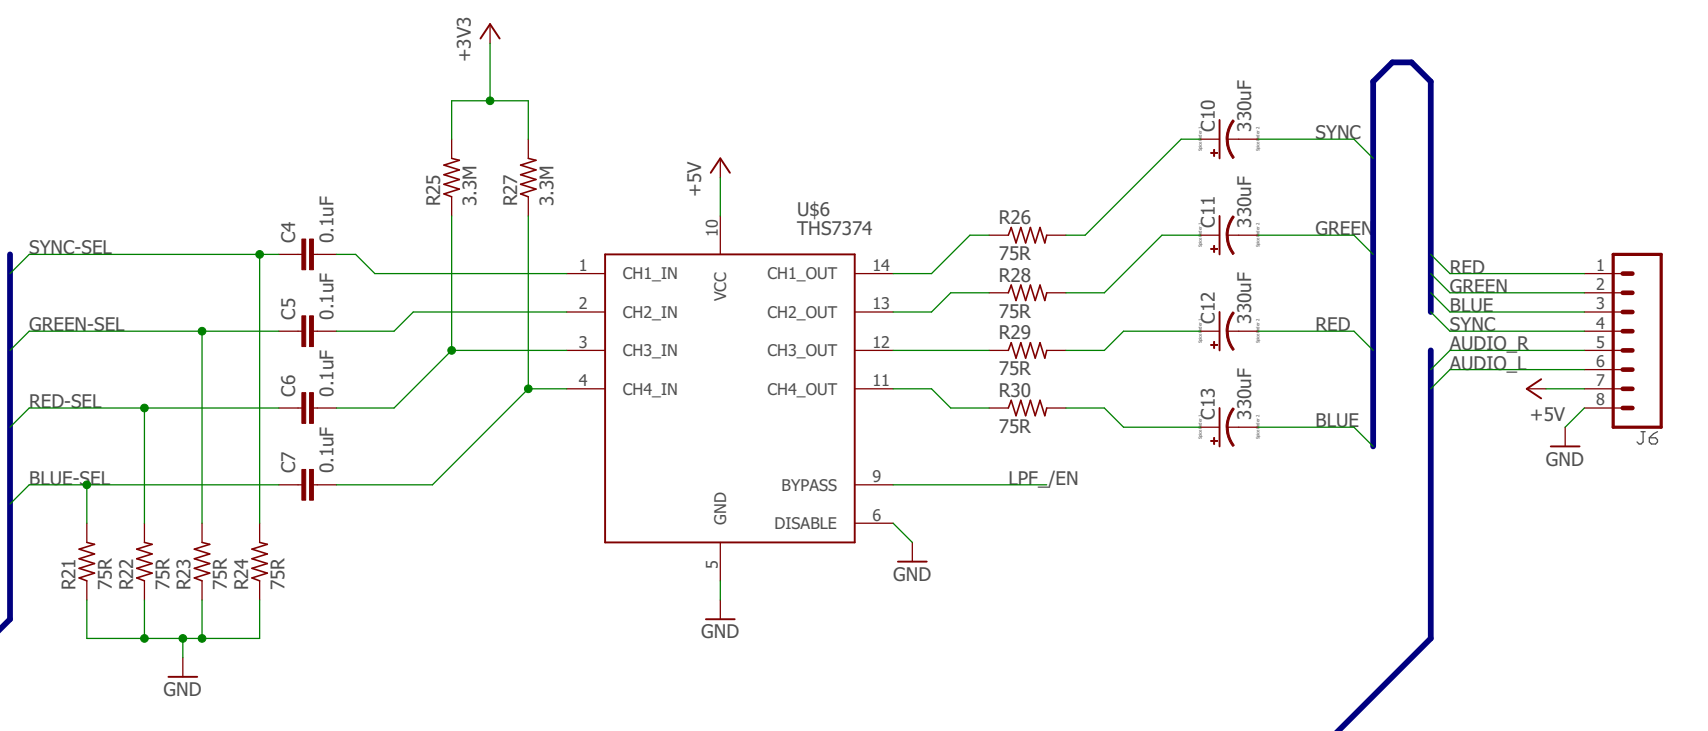 +3V3
R25
3.3M
R27
3.3M
+5V
U$6
THS7374
SYNC-SEL
C4
0.1uF
GREEN-SEL
C5
0.1uF
RED-SEL
C6
0.1uF
BLUE-SEL
C7
0.1uF
R21
75R
R22
75R
R23
75R
R24
75R
GND
1
CH1_IN
2
CH2_IN
3
CH3_IN
4
CH4_IN
10
VCC
CH1_OUT
14
CH2_OUT
13
CH3_OUT
12
CH4_OUT
11
BYPASS
9
LPF_/EN
DISABLE
6
GND
GND
5
GND
R26
75R
R28
75R
R29
75R
R30
75R
C10
330uF
+
SYNC
C11
330uF
+
GREEN
C12
330uF
+
RED
C13
330uF
+
BLUE
RED
1
GREEN
2
BLUE
3
SYNC
4
AUDIO_R
5
AUDIO_L
6
7
+5V
8
GND
J6